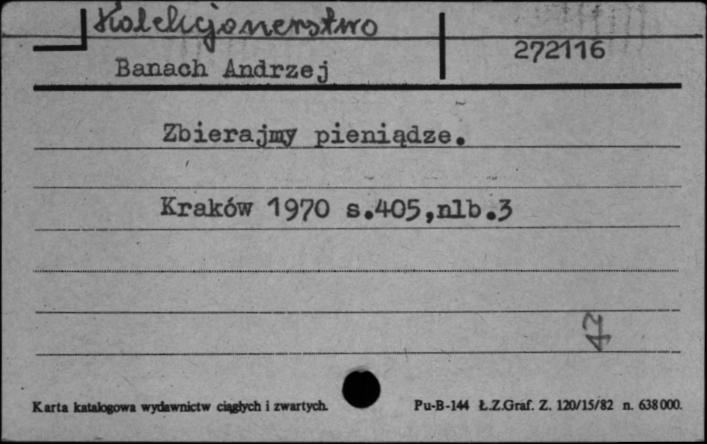 Kolekcjonerstwo
272116
Banach Andrzej
Zbierajmy pieniądze.
Kraków 1970 s.405,nlb.3
Karta katalogowa wydawnictw ciągłych i zwartych. Pu-B-144 Ł.Z.Graf. Z. 120/15/82 n. 638000.